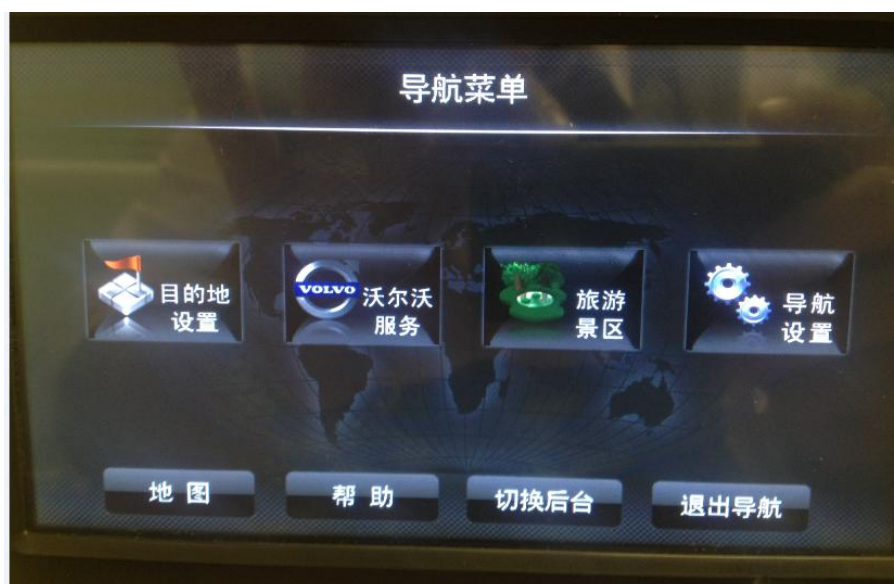 导航菜单
目的地
设置
VOLVO
沃尔沃
服务
旅游
景区
导航
设置
地图
帮助
切换后台
退出导航